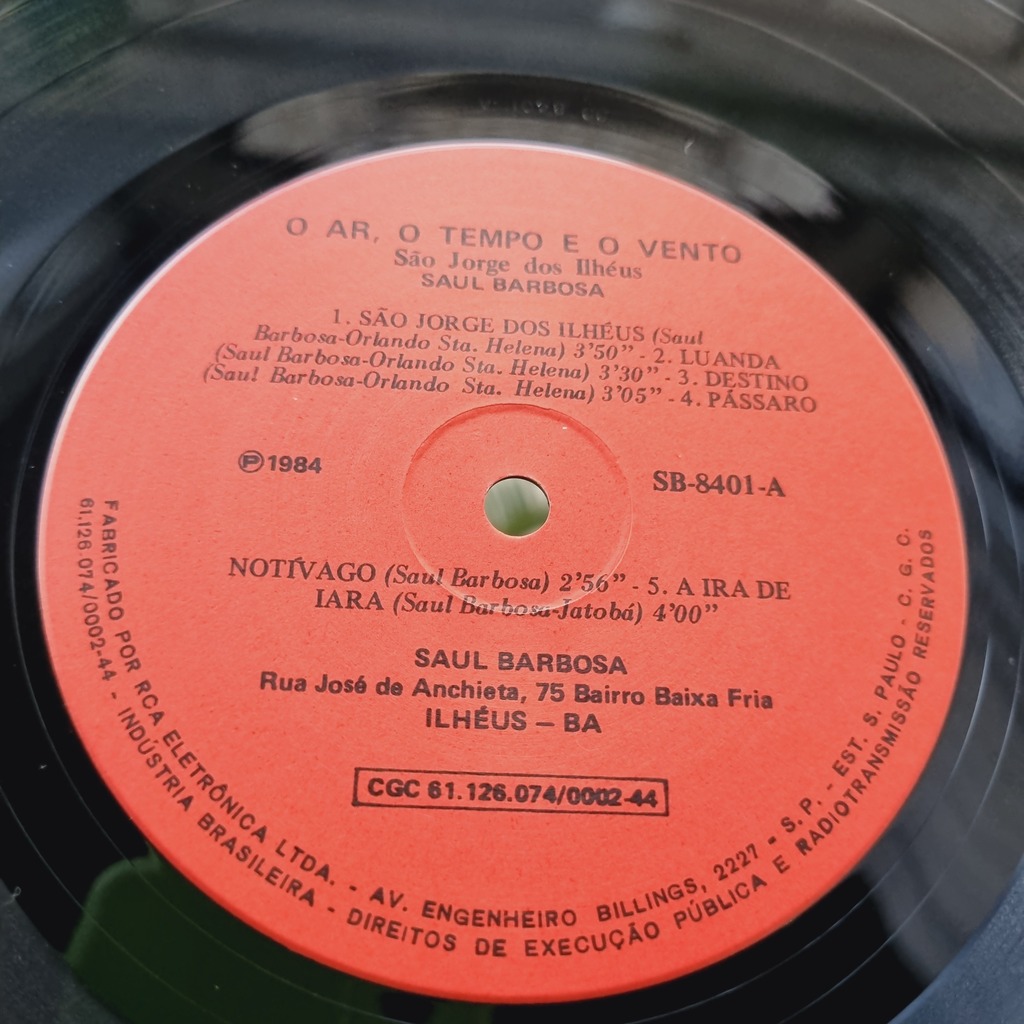 O AR, O TEMPO E O VENTO
São Jorge dos Ilhéus
SAUL BARBOSA
1. SÃO JORGE DOS ILHÉUS (Saul
Barbosa-Orlando Sta. Helena) 3'50" - 2. LUANDA
(Saul Barbosa-Orlando Sta. Helena) 3'30" - 3. DESTINO
(Saul Barbosa-Orlando Sta. Helena) 3'05" - 4. PÁSSARO
℗ 1984
SB-8401-A
NOTÍVAGO (Saul Barbosa) 2'56" - 5. A IRA DE
IARA (Saul Barbosa-Jatobá) 4'00"
SAUL BARBOSA
Rua José de Anchieta, 75 Bairro Baixa Fria
ILHÉUS – BA
CGC 61.126.074/0002-44
FABRICADO POR RCA ELETRÔNICA LTDA. - AV. ENGENHEIRO BILLINGS, 2227 - S. P. - EST. S. PAULO - C. G. C.
61.126.074/0002-44 - INDÚSTRIA BRASILEIRA - DIREITOS DE EXECUÇÃO PÚBLICA E RADIOTRANSMISSÃO RESERVADOS